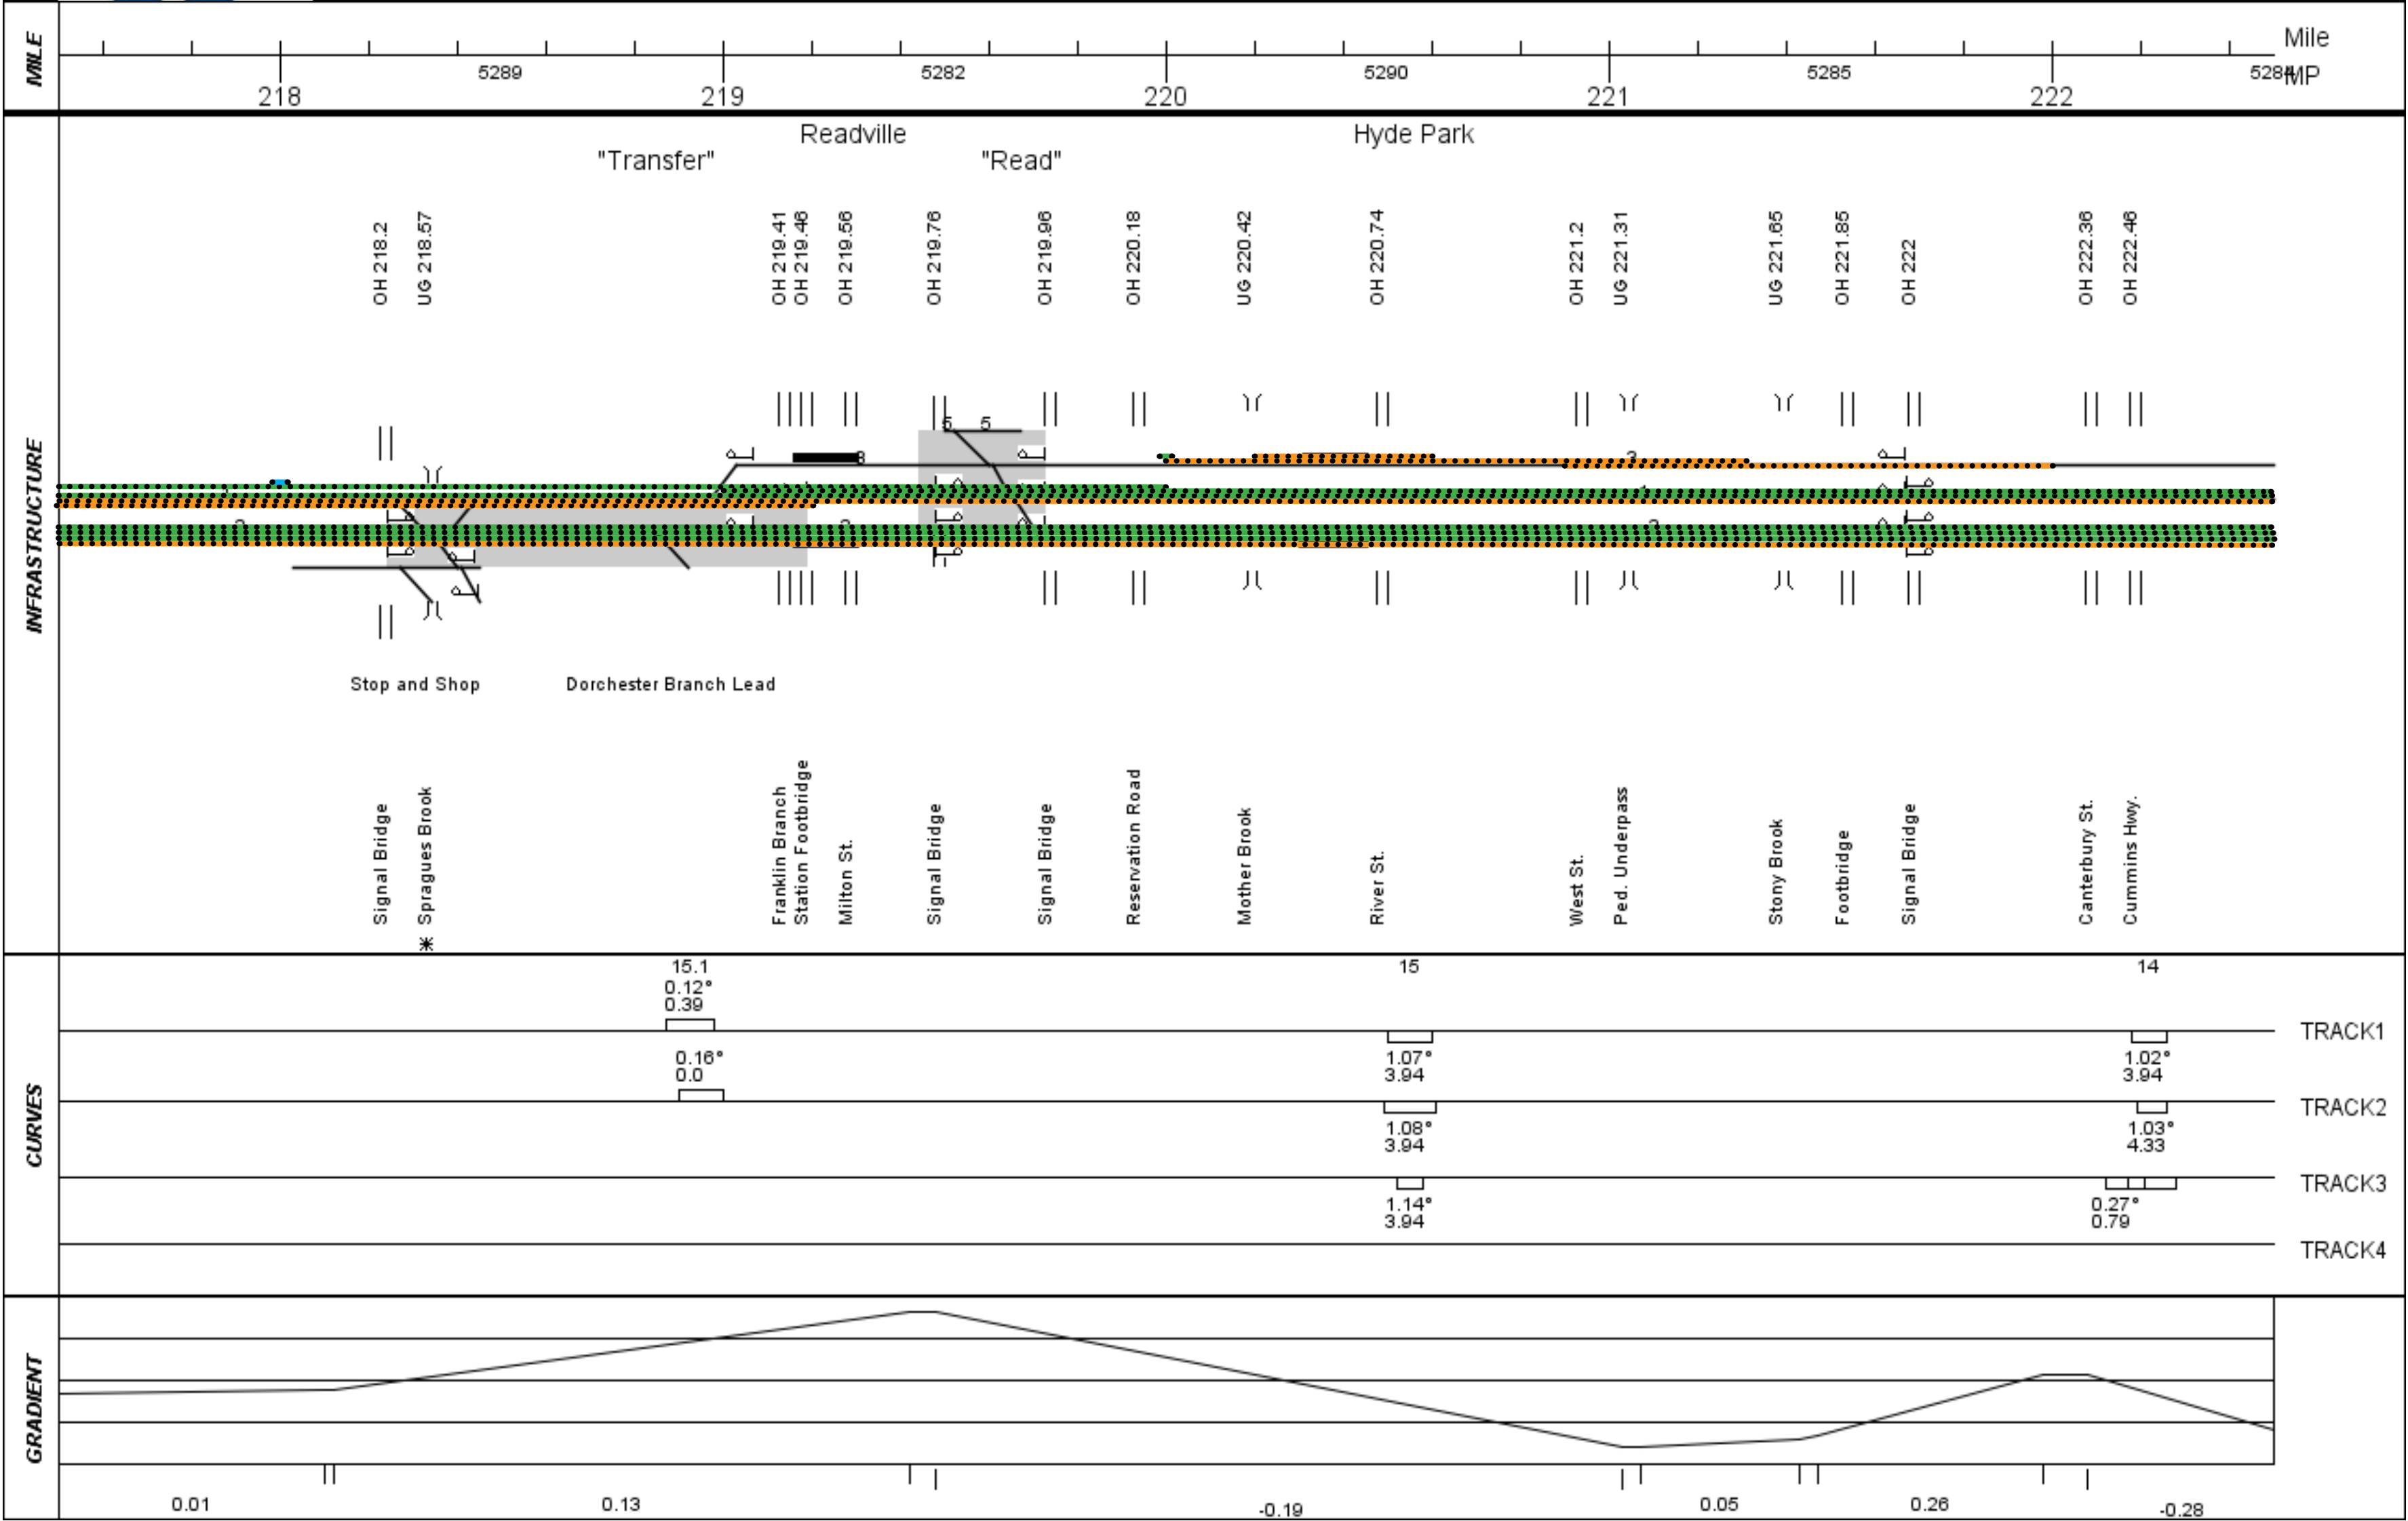 MILE
Mile
5289 5282 5290 5285 5284
MP
218 219 220 221 222
Readville Hyde Park
"Transfer" "Read"
OH 218.2
UG 218.57
OH 219.41
OH 219.46
OH 219.56
OH 219.76
OH 219.96
OH 220.18
UG 220.42
OH 220.74
OH 221.2
UG 221.31
UG 221.65
OH 221.85
OH 222
OH 222.36
OH 222.46
INFRASTRUCTURE
5 5
3
Stop and Shop Dorchester Branch Lead
Signal Bridge
* Spragues Brook
Franklin Branch
Station Footbridge
Milton St.
Signal Bridge
Signal Bridge
Reservation Road
Mother Brook
River St.
West St.
Ped. Underpass
Stony Brook
Footbridge
Signal Bridge
Canterbury St.
Cummins Hwy.
CURVES
15.1 15 14
0.12°
0.39
TRACK1
0.16° 1.07° 1.02°
0.0 3.94 3.94
TRACK2
1.08° 1.03°
3.94 4.33
TRACK3
1.14° 0.27°
3.94 0.79
TRACK4
GRADIENT
0.01 0.13 -0.19 0.05 0.26 -0.28